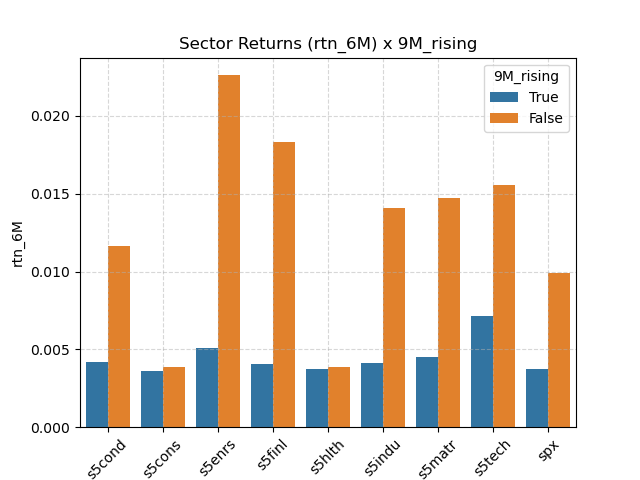 Sector Returns (rtn_6M) x 9M_rising
9M_rising
True
False
rtn_6M
0.020
0.015
0.010
0.005
0.000
s5cond
s5cons
s5enrs
s5finl
s5hlth
s5indu
s5matr
s5tech
spx